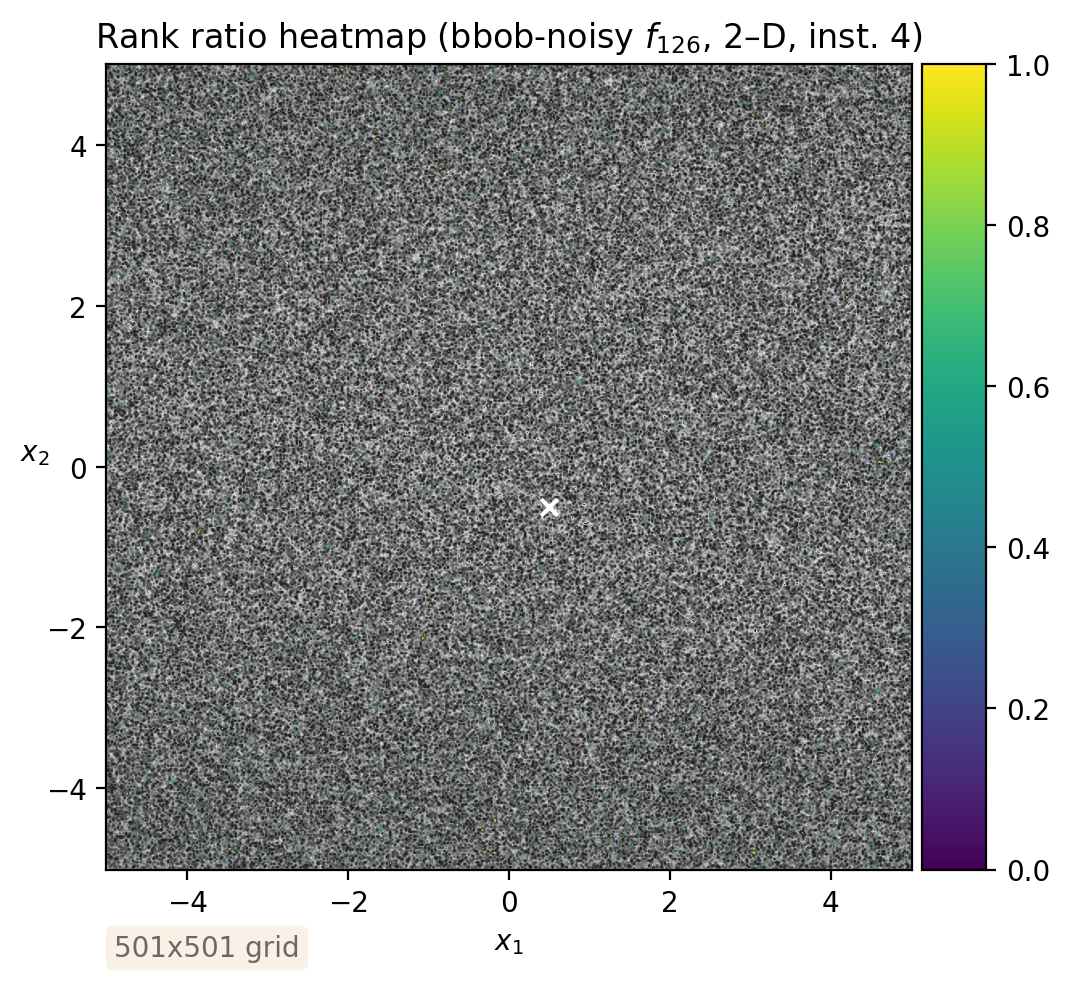 Rank ratio heatmap (bbob-noisy f₁₂₆, 2–D, inst. 4)
1.0
0.8
0.6
0.4
0.2
0.0
4
2
0
−2
−4
x₂
−4 −2 0 2 4
x₁
501x501 grid